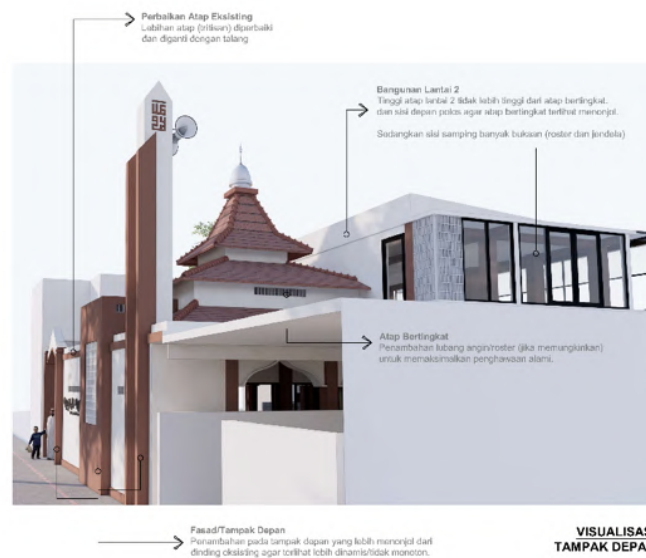 Perbaikan Atap Eksisting
Lebihan atap (tritisan) diperbaiki
dan diganti dengan talang
Bangunan Lantai 2
Tinggi atap lantai 2 tidak lebih tinggi dari atap bertingkat.
dan sisi depan polos agar atap bertingkat terlihat menonjol.
Sedangkan sisi samping banyak bukaan (roster dan jendela)
Atap Bertingkat
Penambahan lubang angin/roster (jika memungkinkan)
untuk memaksimalkan penghawaan alami.
Fasad/Tampak Depan
Penambahan pada tampak depan yang lebih menonjol dari
dinding eksisting agar terlihat lebih dinamis/tidak monoton.
VISUALISAS
TAMPAK DEPA